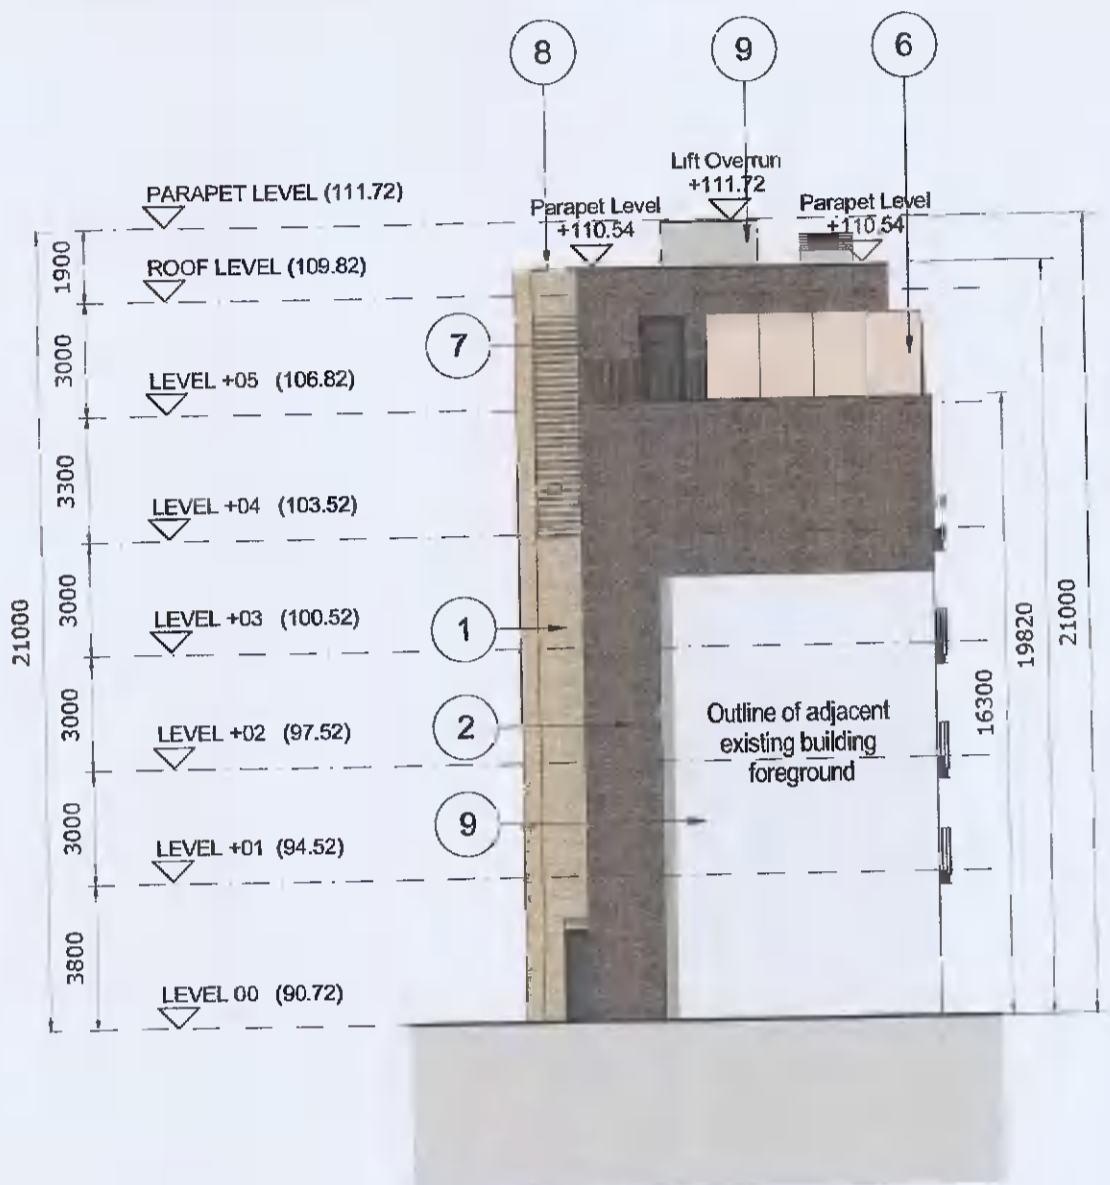 8
9
6
Lift Overrun
+111.72
PARAPET LEVEL (111.72)
Parapet Level
+110.54
Parapet Level
+110.54
ROOF LEVEL (109.82)
1900
7
3000
LEVEL +05 (106.82)
3300
LEVEL +04 (103.52)
3000
LEVEL +03 (100.52)
1
21000
19820
21000
16300
3000
LEVEL +02 (97.52)
2
Outline of adjacent
existing building
foreground
3000
LEVEL +01 (94.52)
9
3800
LEVEL 00 (90.72)